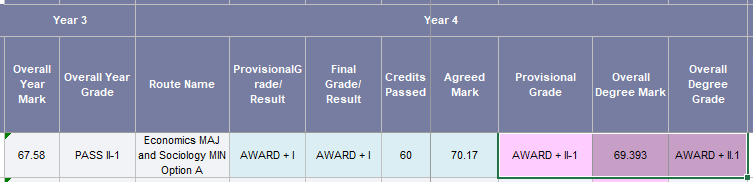 Year 3
Year 4
Overall Year Mark
Overall Year Grade
Route Name
ProvisionalG rade/ Result
Final Grade/ Result
Credits Passed
Agreed Mark
Provisional Grade
Overall Degree Mark
Overall Degree Grade
67.58
PASS II-1
Economics MAJ
and Sociology MIN
Option A
AWARD + I
AWARD + I
60
70.17
AWARD + II-1
69.393
AWARD + II.1